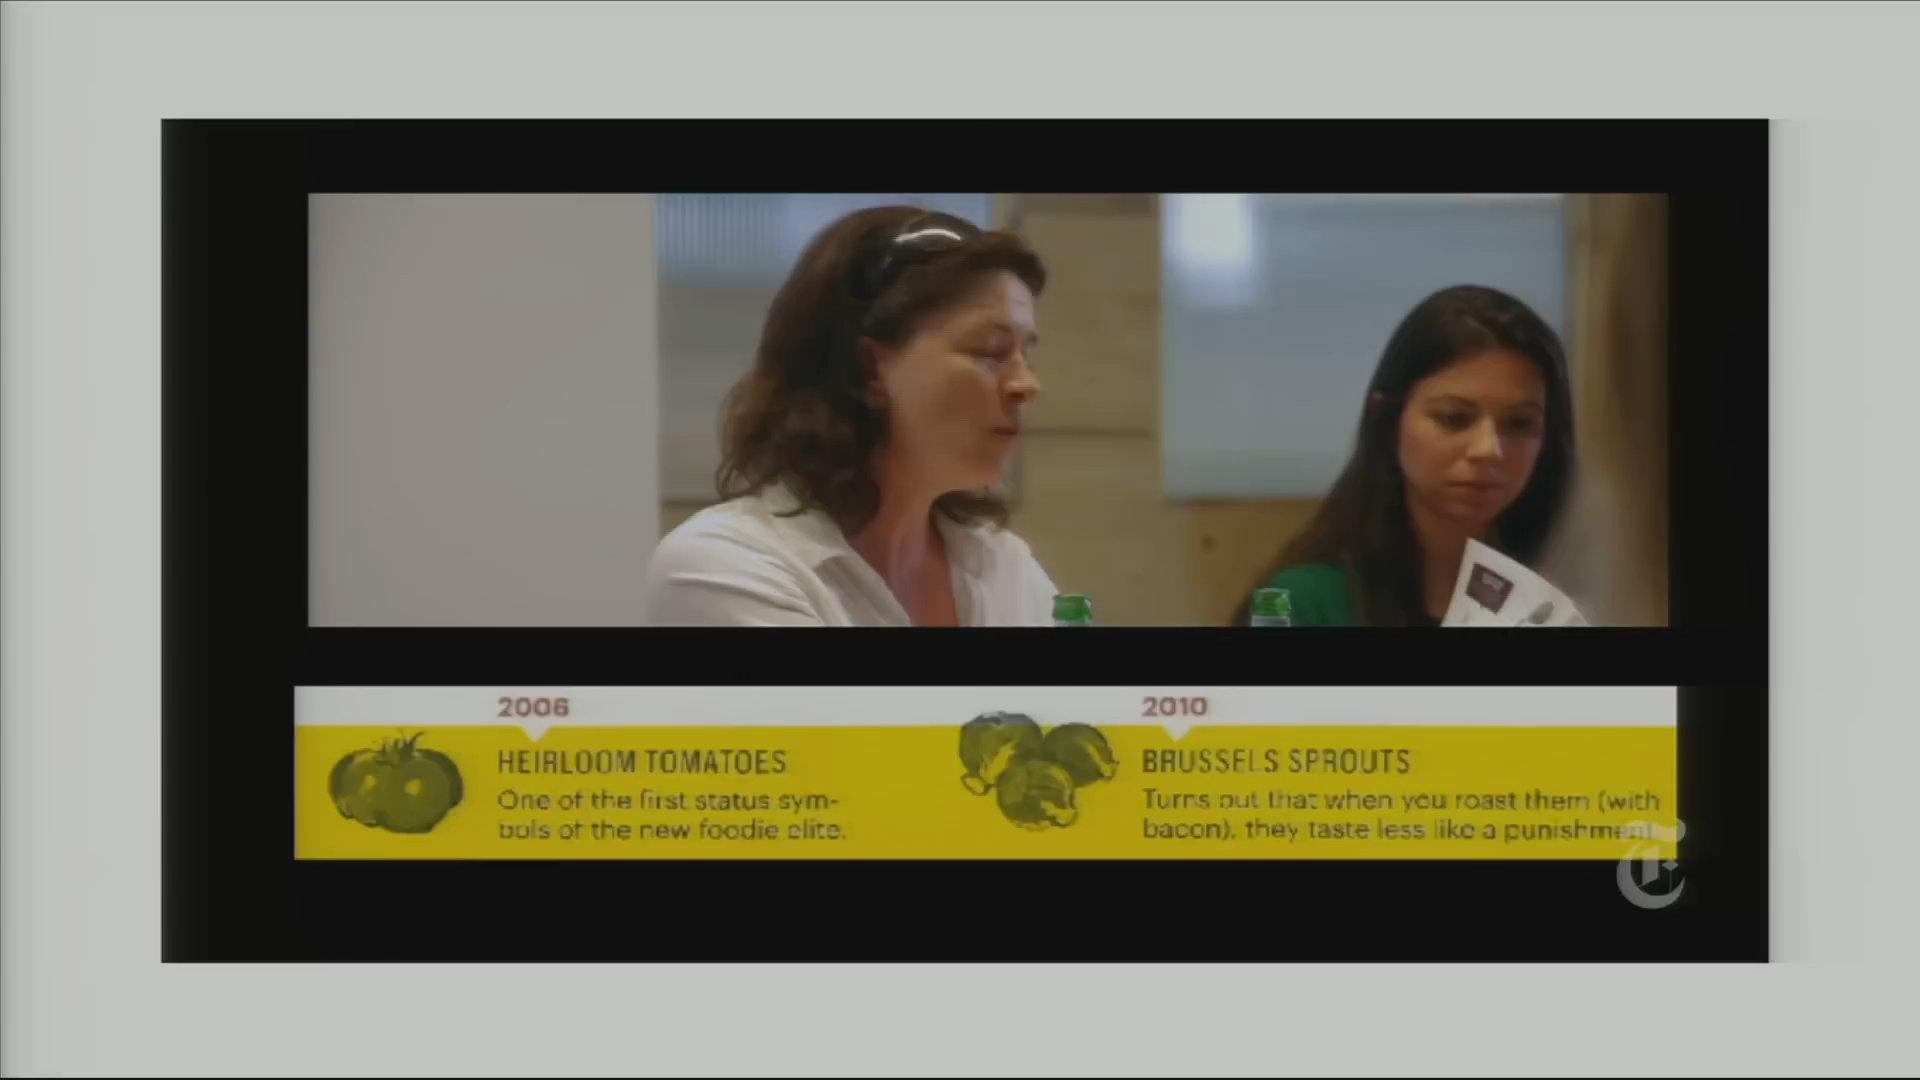 2006
HEIRLOOM TOMATOES
One of the first status sym-
bols of the new foodie elite.
2010
BRUSSELS SPROUTS
Turns out that when you roast them (with
bacon), they taste less like a punishment.
T